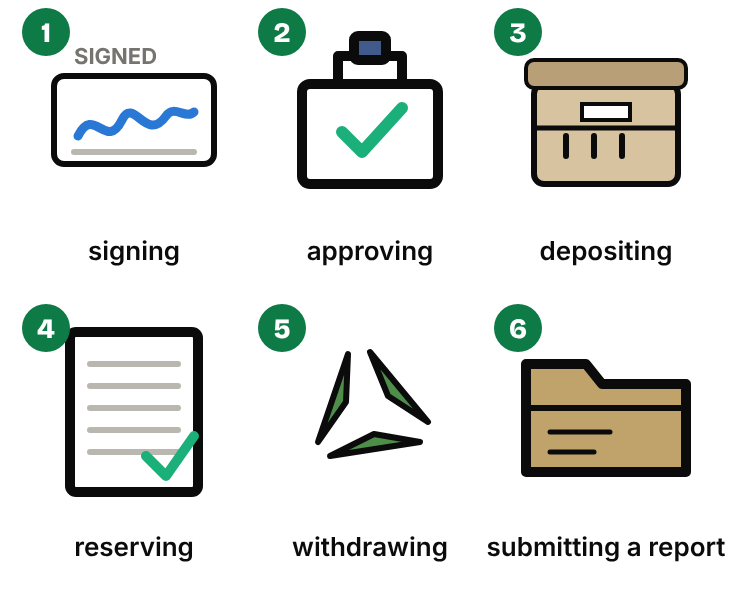 1
SIGNED
signing
2
approving
3
depositing
4
reserving
5
withdrawing
6
submitting a report